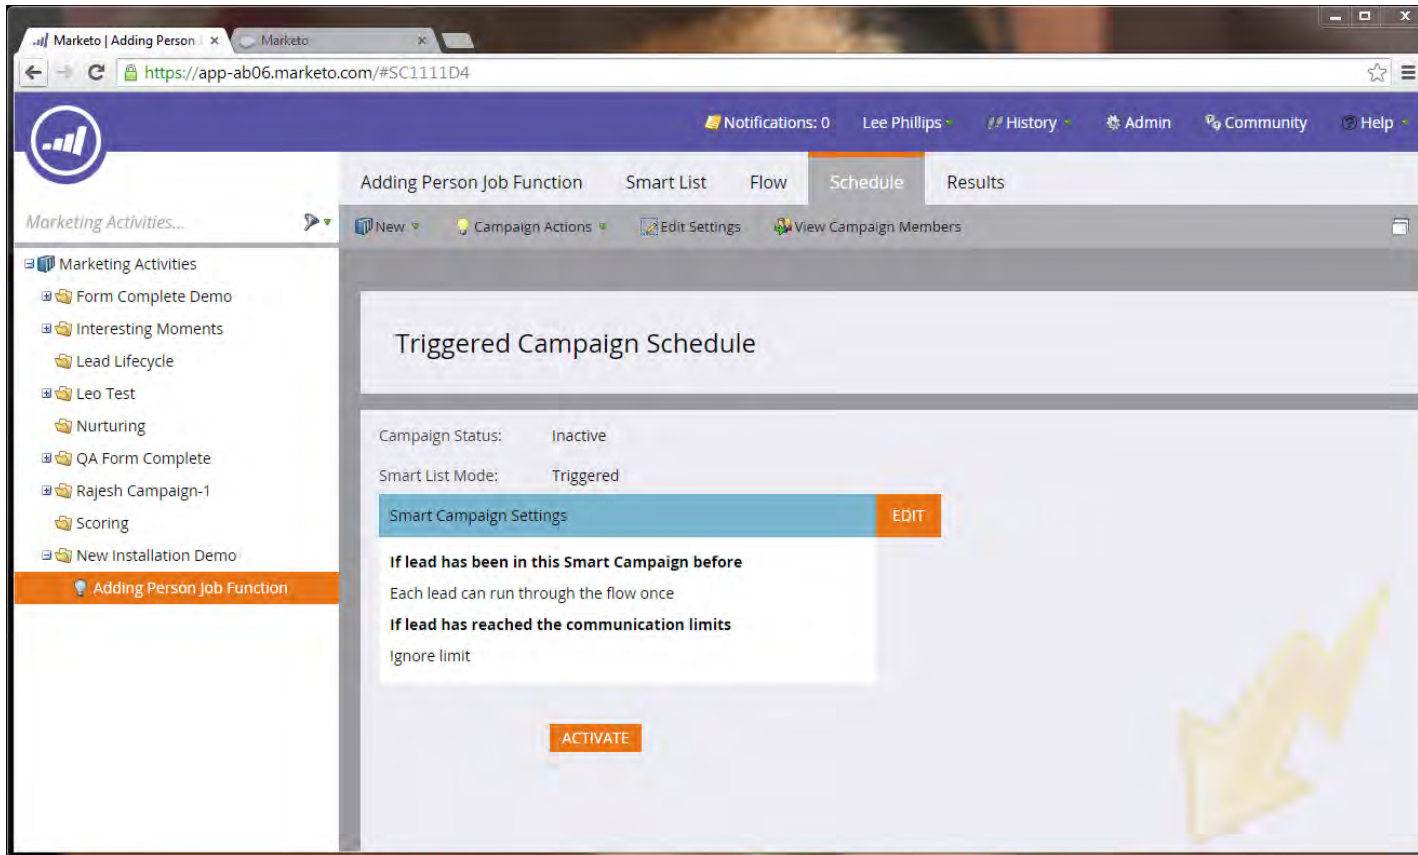 Marketo | Adding Person
Marketo
https://app-ab06.marketo.com/#SC1111D4
Notifications: 0 Lee Phillips History Admin Community Help
Adding Person Job Function Smart List Flow Schedule Results
Marketing Activities...
New Campaign Actions Edit Settings View Campaign Members
Marketing Activities
Form Complete Demo
Interesting Moments
Lead Lifecycle
Leo Test
Nurturing
QA Form Complete
Rajesh Campaign-1
Scoring
New Installation Demo
Adding Person Job Function
Triggered Campaign Schedule
Campaign Status: Inactive
Smart List Mode: Triggered
Smart Campaign Settings EDIT
If lead has been in this Smart Campaign before
Each lead can run through the flow once
If lead has reached the communication limits
Ignore limit
ACTIVATE